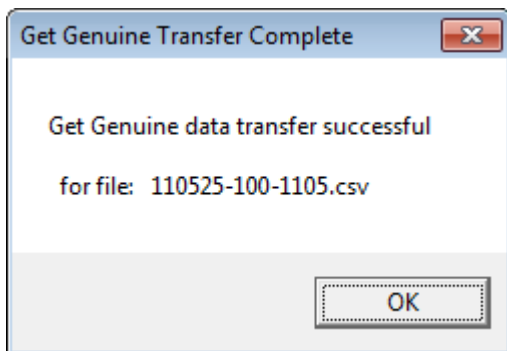 Get Genuine Transfer Complete
Get Genuine data transfer successful
for file: 110525-100-1105.csv
OK